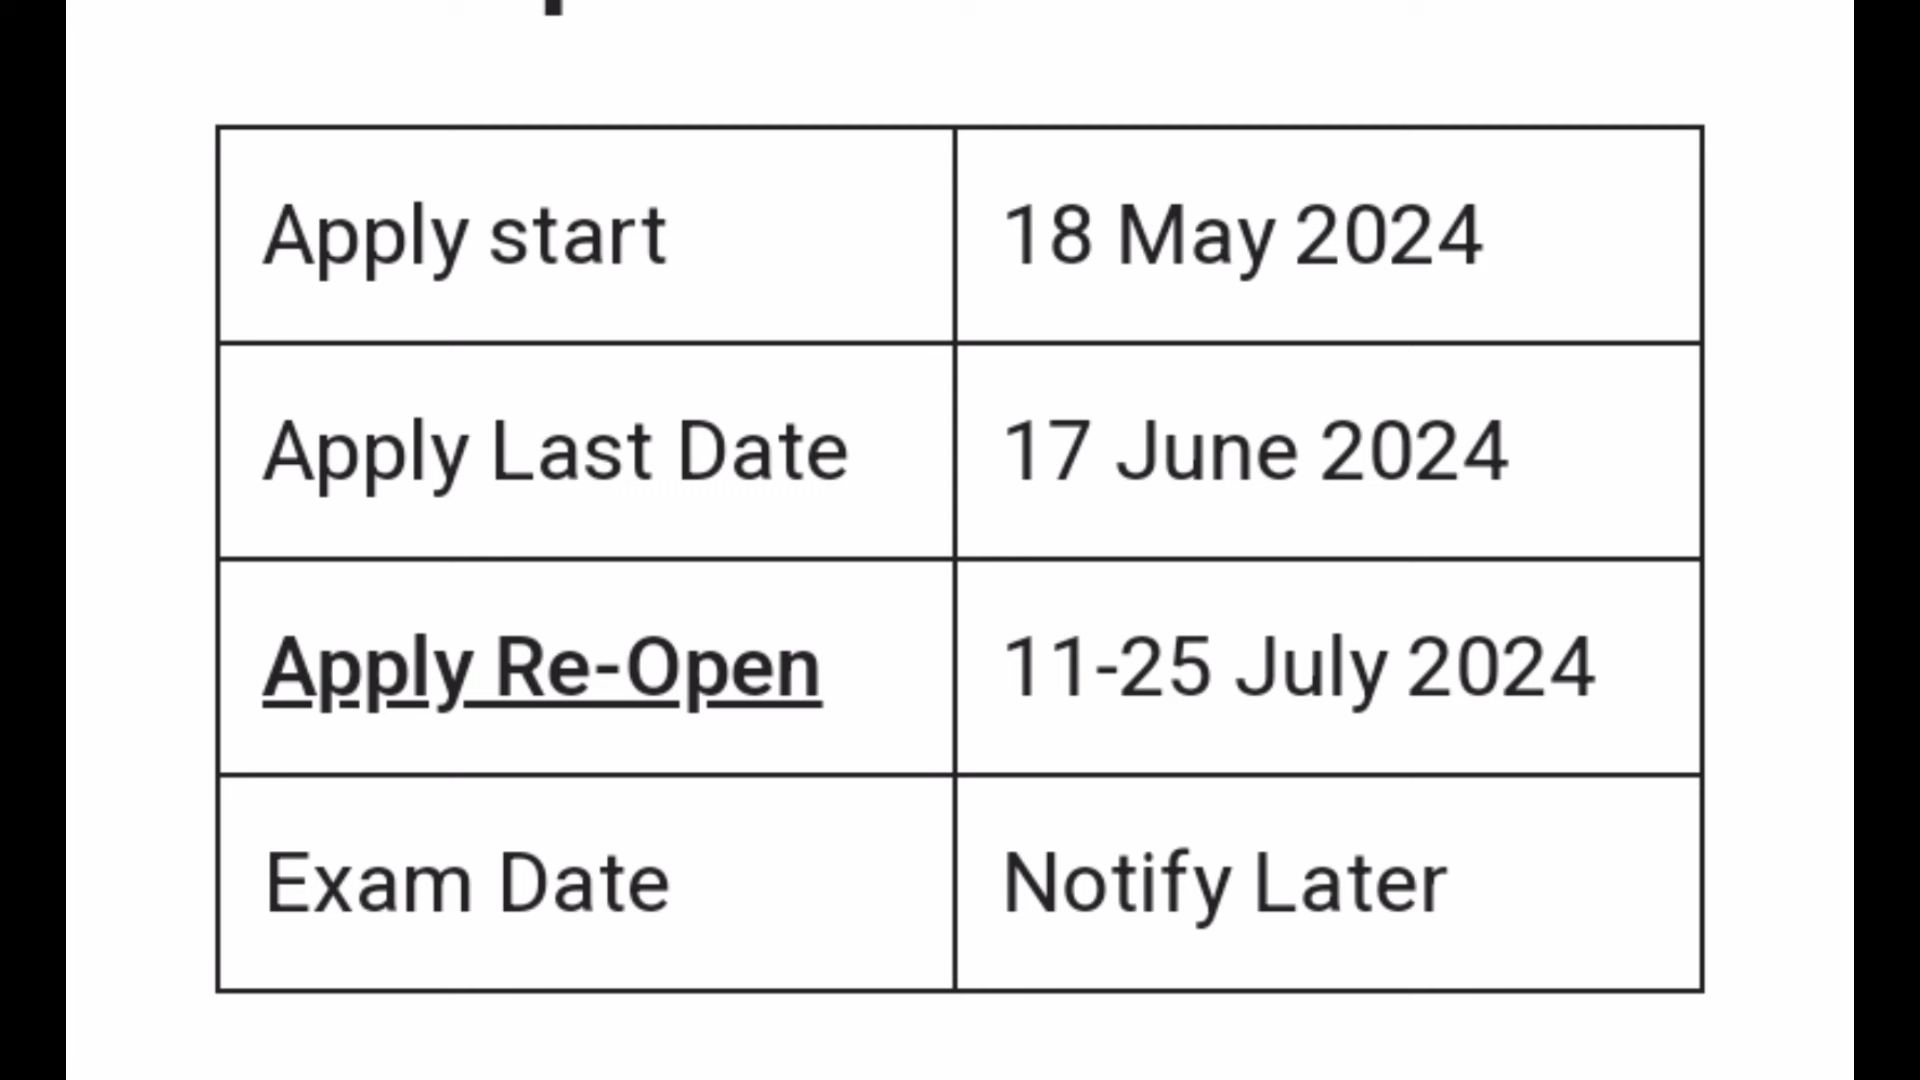 Apply start 18 May 2024
Apply Last Date 17 June 2024
Apply Re-Open 11-25 July 2024
Exam Date Notify Later